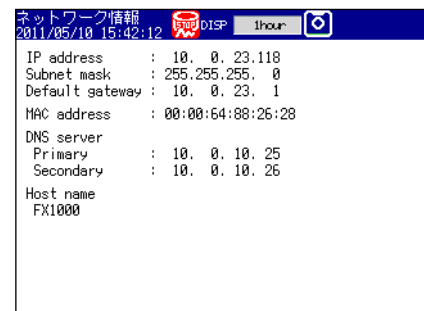 ネットワーク情報
2011/05/10 15:42:12 STOP DISP 1hour
IP address : 10. 0. 23.118
Subnet mask : 255.255.255. 0
Default gateway : 10. 0. 23. 1
MAC address : 00:00:64:88:26:28
DNS server
Primary : 10. 0. 10. 25
Secondary : 10. 0. 10. 26
Host name
FX1000